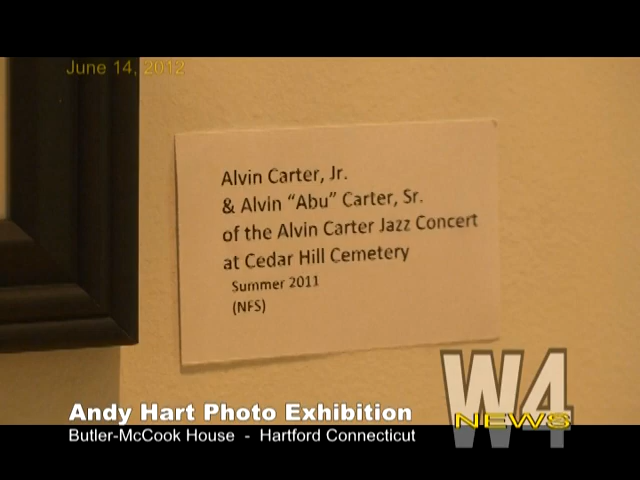 June 14, 2012
Alvin Carter, Jr.
& Alvin “Abu” Carter, Sr.
of the Alvin Carter Jazz Concert
at Cedar Hill Cemetery
Summer 2011
(NFS)
W4
NEWS
Andy Hart Photo Exhibition
Butler-McCook House - Hartford Connecticut